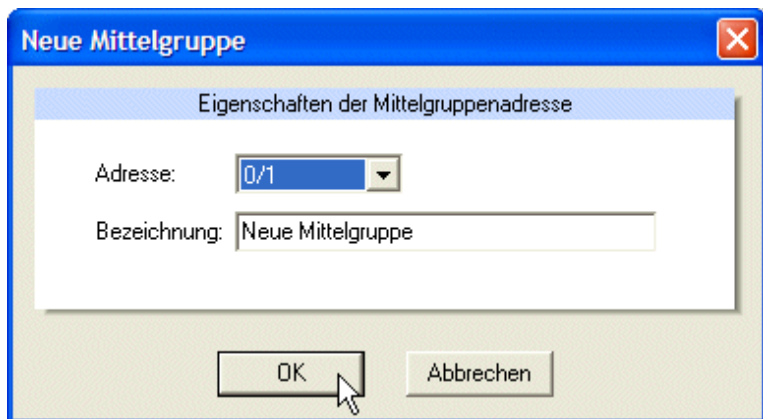 Neue Mittelgruppe
Eigenschaften der Mittelgruppenadresse
Adresse: 0/1
Bezeichnung: Neue Mittelgruppe
OK Abbrechen